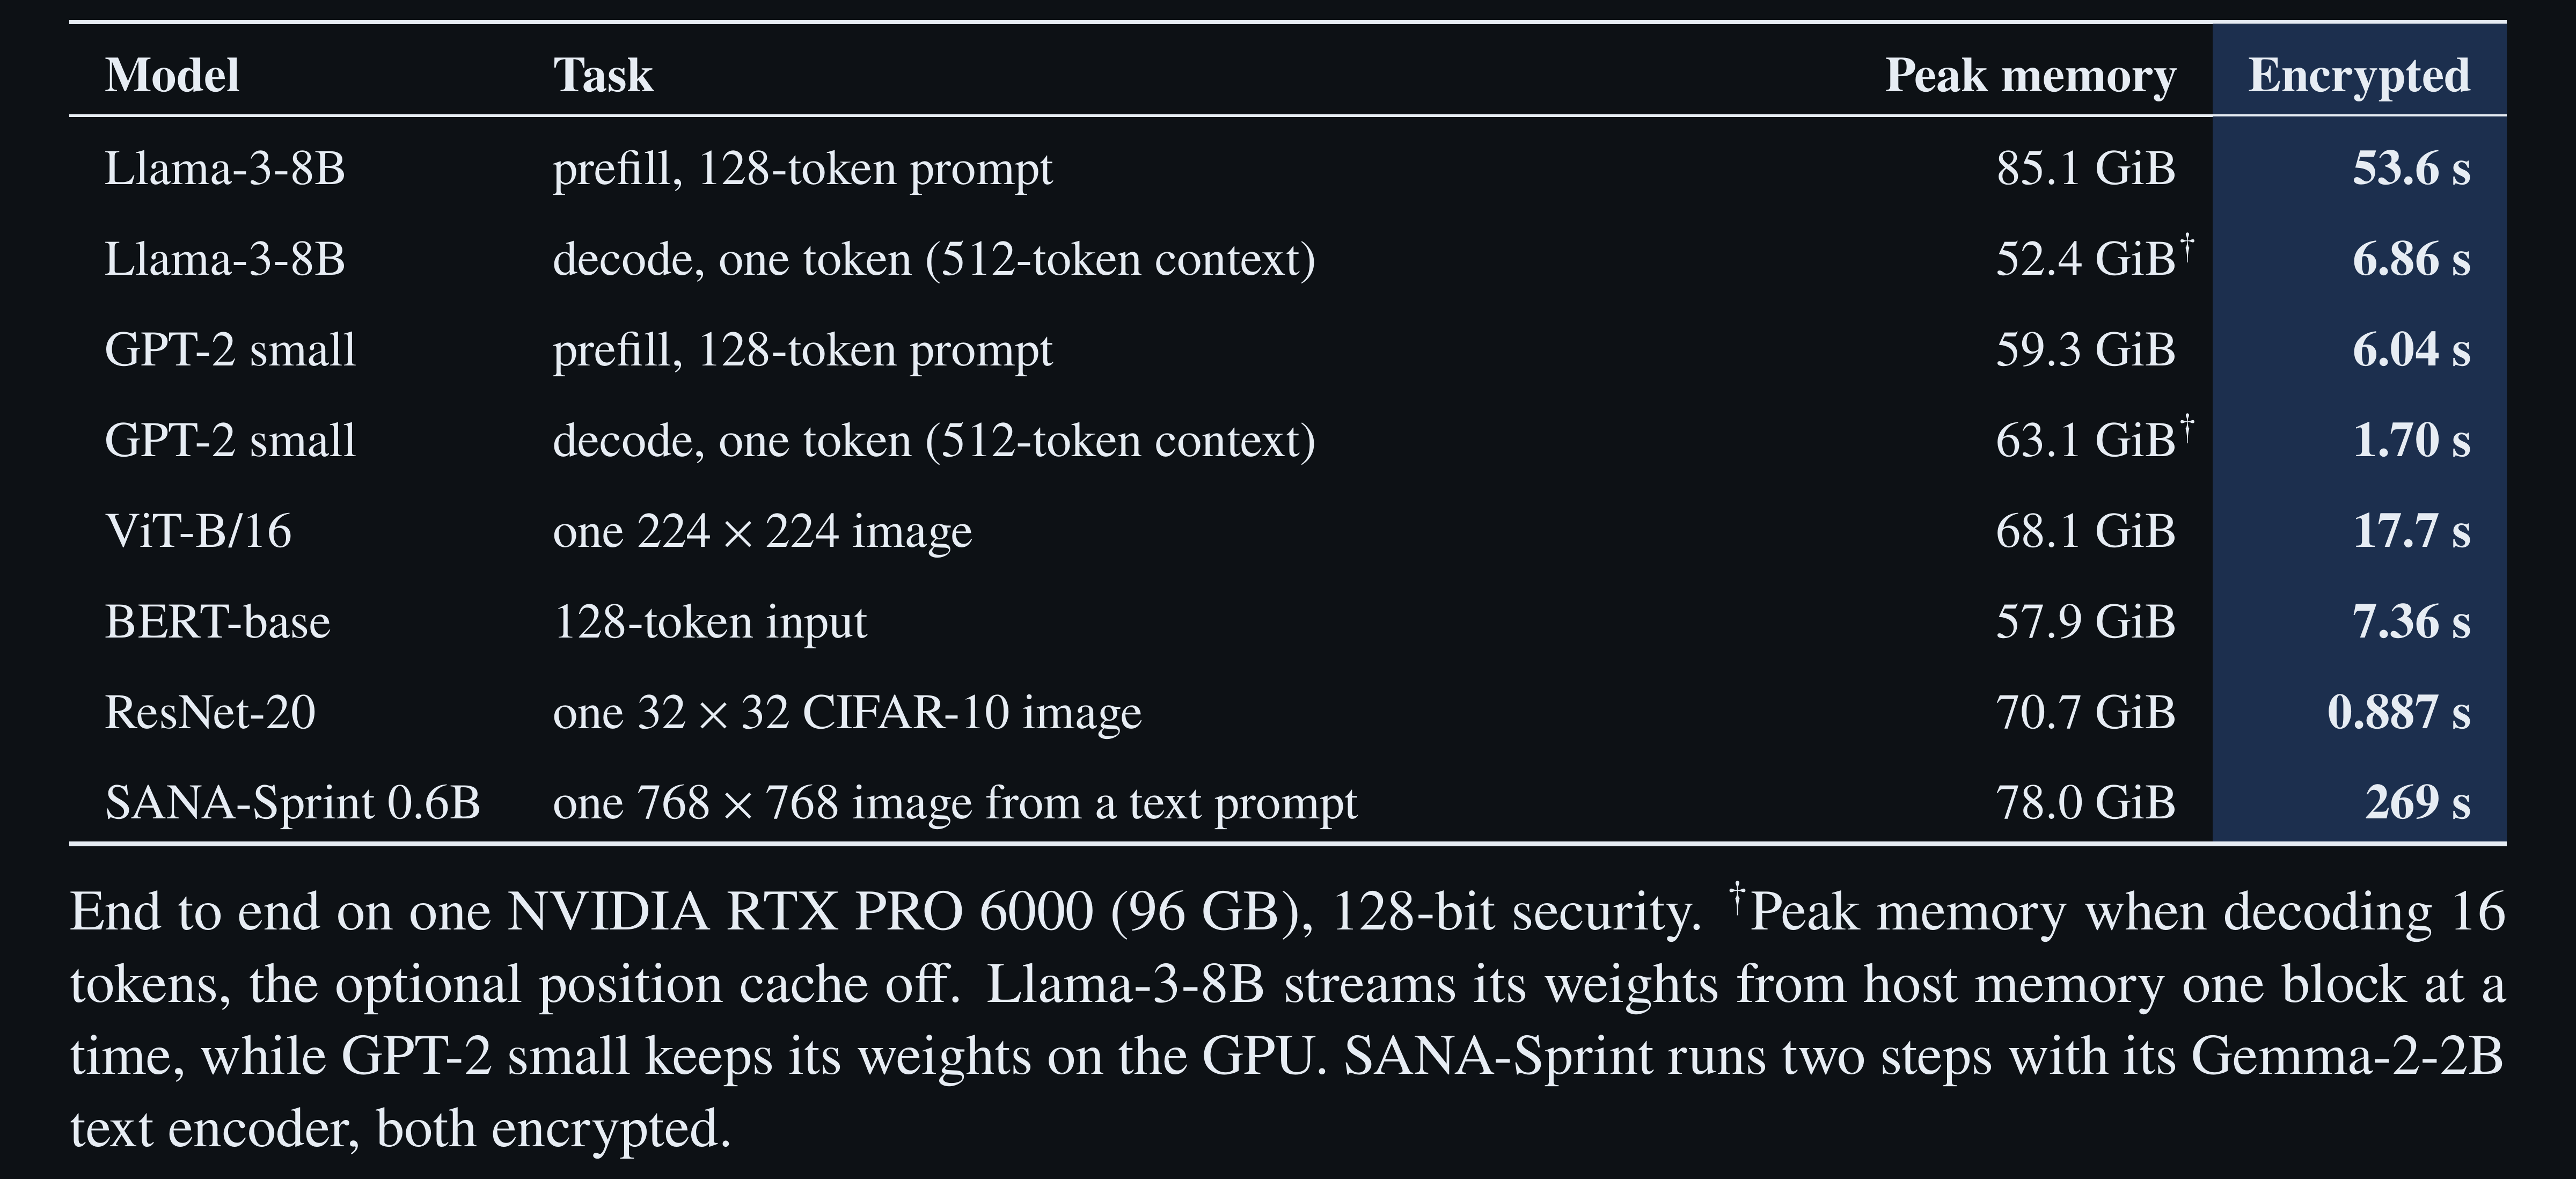 Model Task Peak memory Encrypted
Llama-3-8B prefill, 128-token prompt 85.1 GiB 53.6 s
Llama-3-8B decode, one token (512-token context) 52.4 GiB† 6.86 s
GPT-2 small prefill, 128-token prompt 59.3 GiB 6.04 s
GPT-2 small decode, one token (512-token context) 63.1 GiB† 1.70 s
ViT-B/16 one 224 × 224 image 68.1 GiB 17.7 s
BERT-base 128-token input 57.9 GiB 7.36 s
ResNet-20 one 32 × 32 CIFAR-10 image 70.7 GiB 0.887 s
SANA-Sprint 0.6B one 768 × 768 image from a text prompt 78.0 GiB 269 s
End to end on one NVIDIA RTX PRO 6000 (96 GB), 128-bit security. †Peak memory when decoding 16
tokens, the optional position cache off. Llama-3-8B streams its weights from host memory one block at a
time, while GPT-2 small keeps its weights on the GPU. SANA-Sprint runs two steps with its Gemma-2-2B
text encoder, both encrypted.